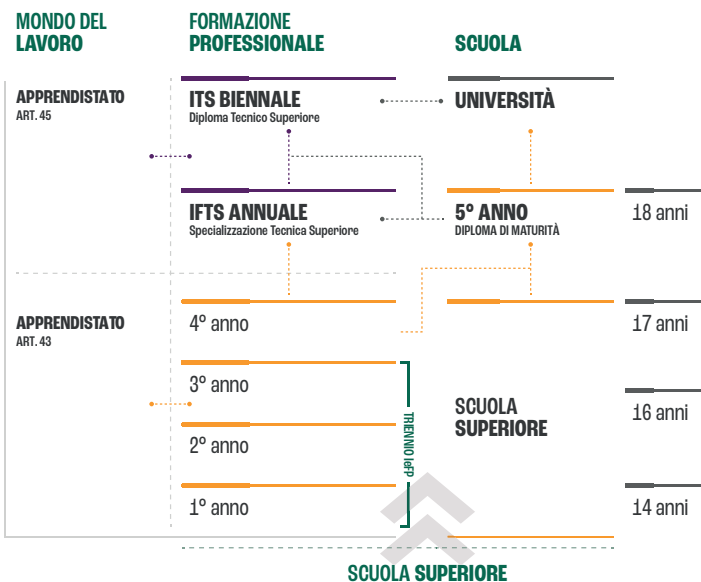 MONDO DEL
LAVORO
FORMAZIONE
PROFESSIONALE
SCUOLA
APPRENDISTATO
ART. 45
ITS BIENNALE
Diploma Tecnico Superiore
UNIVERSITÀ
IFTS ANNUALE
Specializzazione Tecnica Superiore
5° ANNO
DIPLOMA DI MATURITÀ
18 anni
APPRENDISTATO
ART. 43
4° anno
17 anni
3° anno
2° anno
1° anno
TRIENNIO IeFP
SCUOLA
SUPERIORE
16 anni
14 anni
SCUOLA SUPERIORE